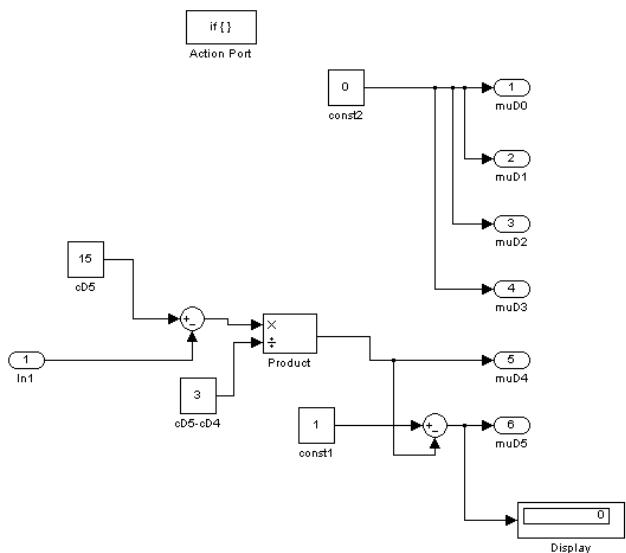 if { }
Action Port
0
const2
1
muD0
2
muD1
3
muD2
4
muD3
15
cD5
+
−
×
÷
Product
1
In1
3
cD5-cD4
5
muD4
1
const1
+
−
6
muD5
0
Display